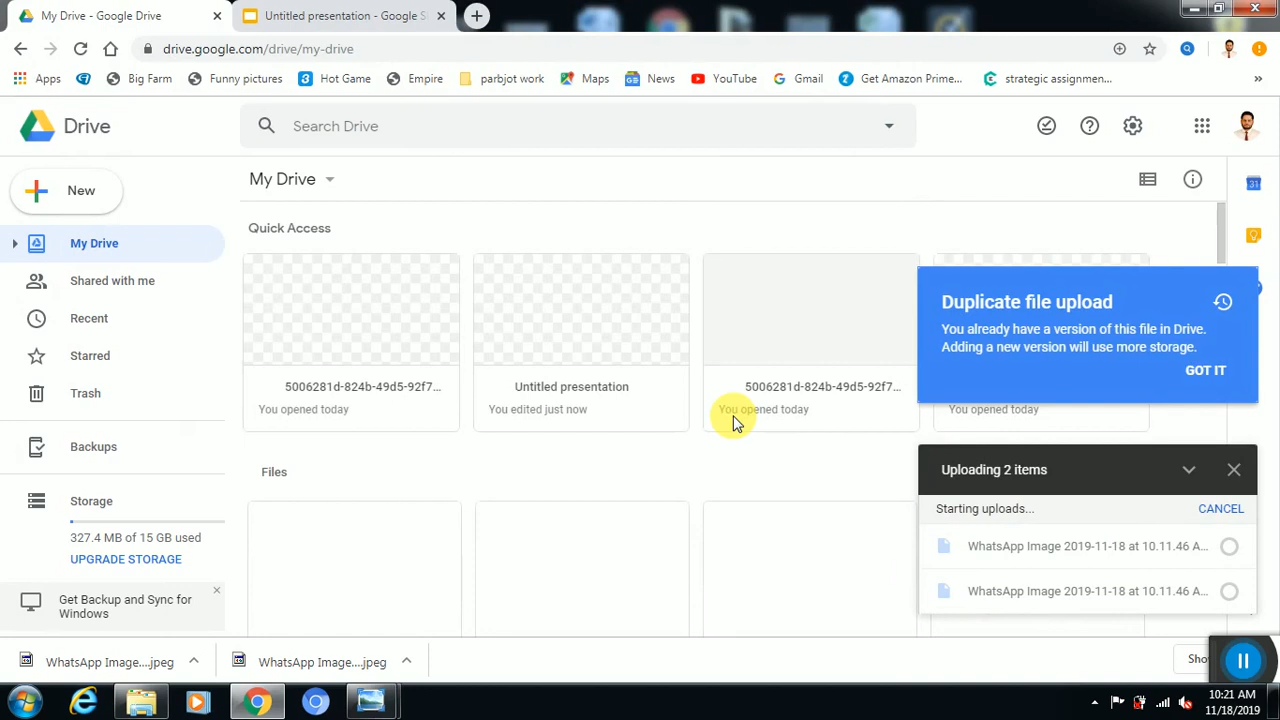 My Drive - Google Drive
Untitled presentation - Google S
drive.google.com/drive/my-drive
Apps
Big Farm
Funny pictures
Hot Game
Empire
parbjot work
Maps
News
YouTube
Gmail
Get Amazon Prime...
strategic assignmen...
»
Drive
Search Drive
New
My Drive
My Drive
Shared with me
Recent
Starred
Trash
Backups
Storage
327.4 MB of 15 GB used
UPGRADE STORAGE
Get Backup and Sync for
Windows
Quick Access
5006281d-824b-49d5-92f7...
You opened today
Untitled presentation
You edited just now
5006281d-824b-49d5-92f7...
You opened today
You opened today
Files
Duplicate file upload
You already have a version of this file in Drive.
Adding a new version will use more storage.
GOT IT
Uploading 2 items
Starting uploads...
CANCEL
WhatsApp Image 2019-11-18 at 10.11.46 A...
WhatsApp Image 2019-11-18 at 10.11.46 A...
31
WhatsApp Image....jpeg
WhatsApp Image....jpeg
Sho
10:21 AM
11/18/2019